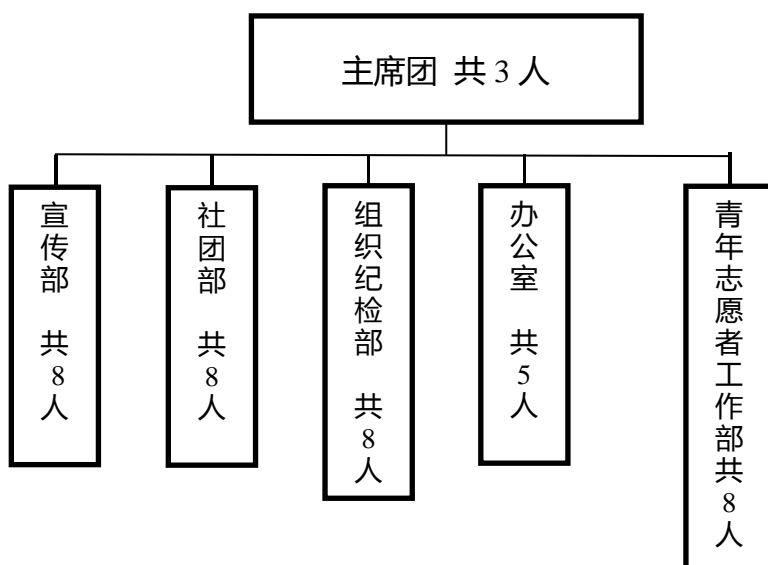 主席团 共 3 人
宣传部 共 8 人
社团部 共 8 人
组织纪检部 共 8 人
办公室 共 5 人
青年志愿者工作部共 8 人